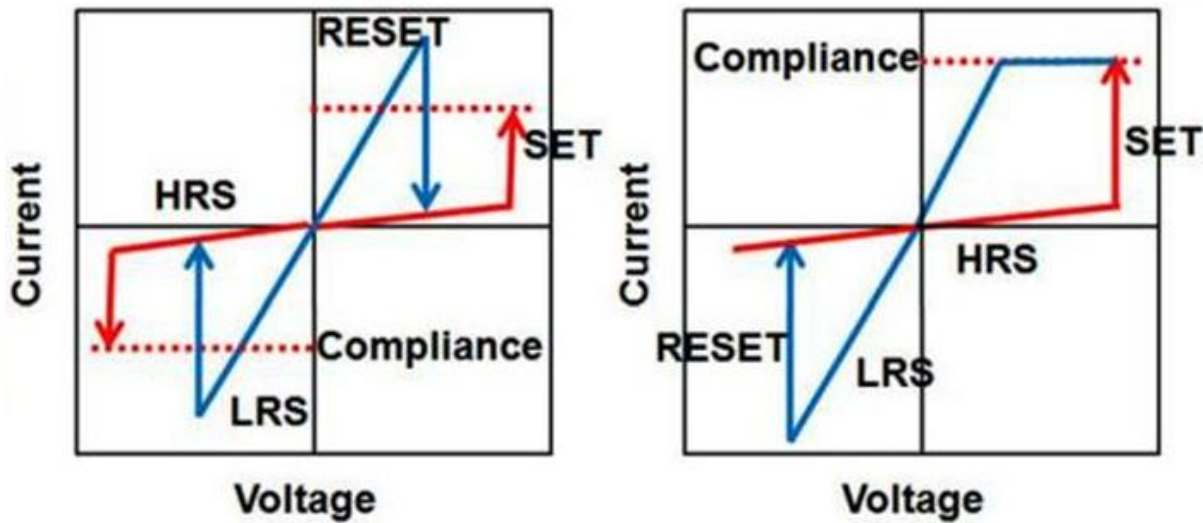 RESET
SET
HRS
Compliance
LRS
Current
Voltage
Compliance
SET
HRS
RESET
LRS
Current
Voltage